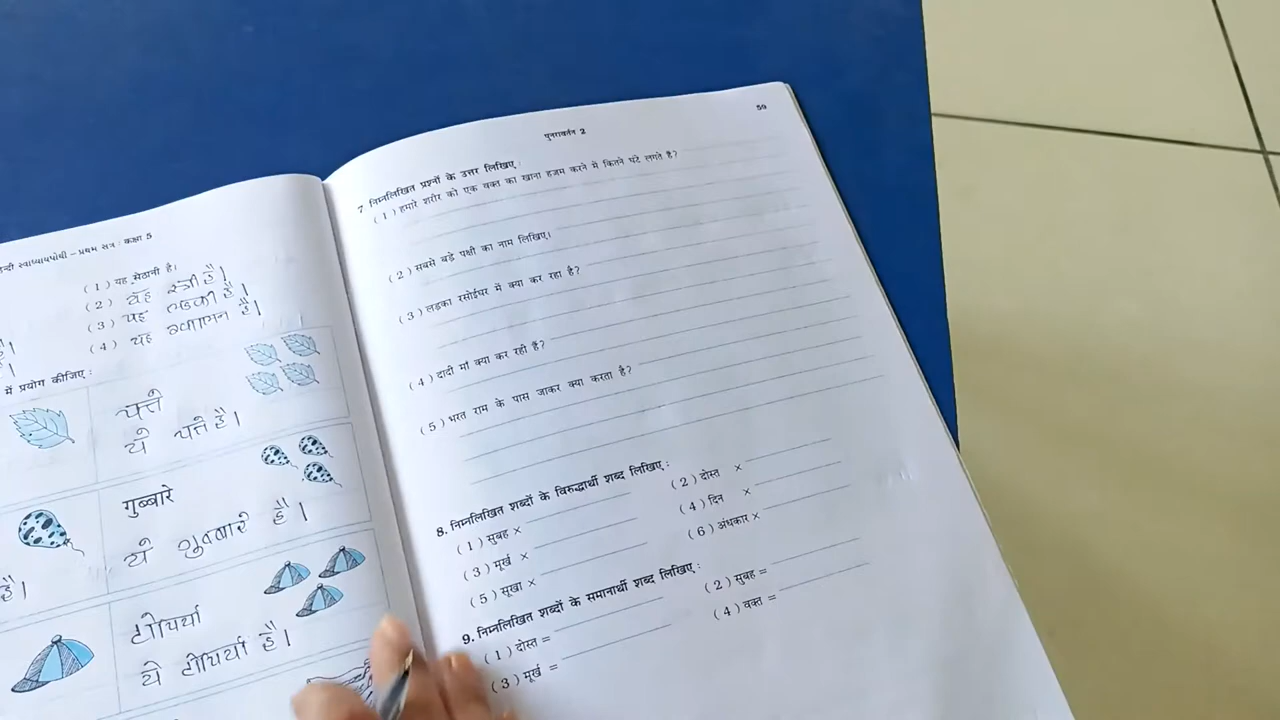 हिन्दी स्वाध्यायपोथी – प्रथम सत्र : कक्षा 5
( 1 ) यह सेठानी है।
( 2 ) यह स्त्री है।
( 3 ) यह लडकी है।
( 4 ) यह ग्वालिन है।
है।
है।
में प्रयोग कीजिए :
पत्ते
ये पत्ते है।
गुब्बारे
ये गुब्बारे है।
है।
टोपियाँ
ये टोपियाँ है।
पुनरावर्तन 2
59
7 निम्नलिखित प्रश्नों के उत्तर लिखिए :
( 1 ) हमारे शरीर को एक वक्त का खाना हजम करने में कितने घंटे लगते है?
( 2 ) सबसे बड़े पक्षी का नाम लिखिए।
( 3 ) लड़का रसोईघर में क्या कर रहा है?
( 4 ) दादी माँ क्या कर रही है?
( 5 ) भरत राम के पास जाकर क्या करता है?
8. निम्नलिखित शब्दों के विरुद्धार्थी शब्द लिखिए :
( 1 ) सुबह × ( 2 ) दोस्त ×
( 3 ) मूर्ख × ( 4 ) दिन ×
( 5 ) सूखा × ( 6 ) अंधकार ×
9. निम्नलिखित शब्दों के समानार्थी शब्द लिखिए :
( 1 ) दोस्त = ( 2 ) सुबह =
( 3 ) मूर्ख = ( 4 ) वक्त =